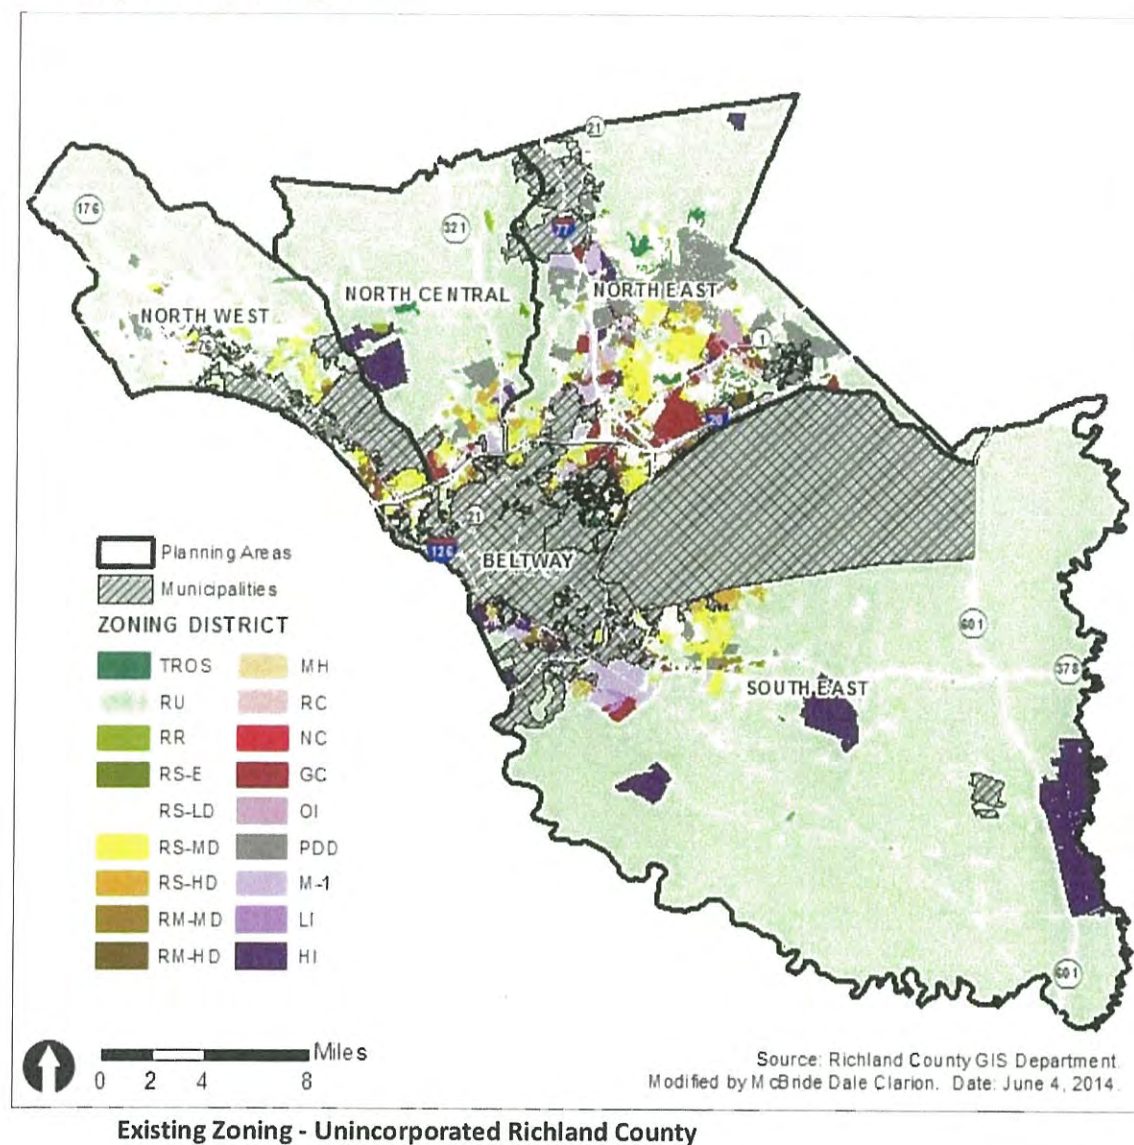 21
176
321
77
NORTH CENTRAL
NORTH EAST
NORTH WEST
76
1
20
21
126
BELTWAY
Planning Areas
Municipalities
ZONING DISTRICT
601
378
SOUTH EAST
TROS
MH
RU
RC
RR
NC
RS-E
GC
RS-LD
OI
RS-MD
PDD
RS-HD
M-1
RM-MD
LI
RM-HD
HI
601
Miles
0 2 4 8
Source: Richland County GIS Department.
Modified by McBride Dale Clarion. Date: June 4, 2014.
Existing Zoning - Unincorporated Richland County